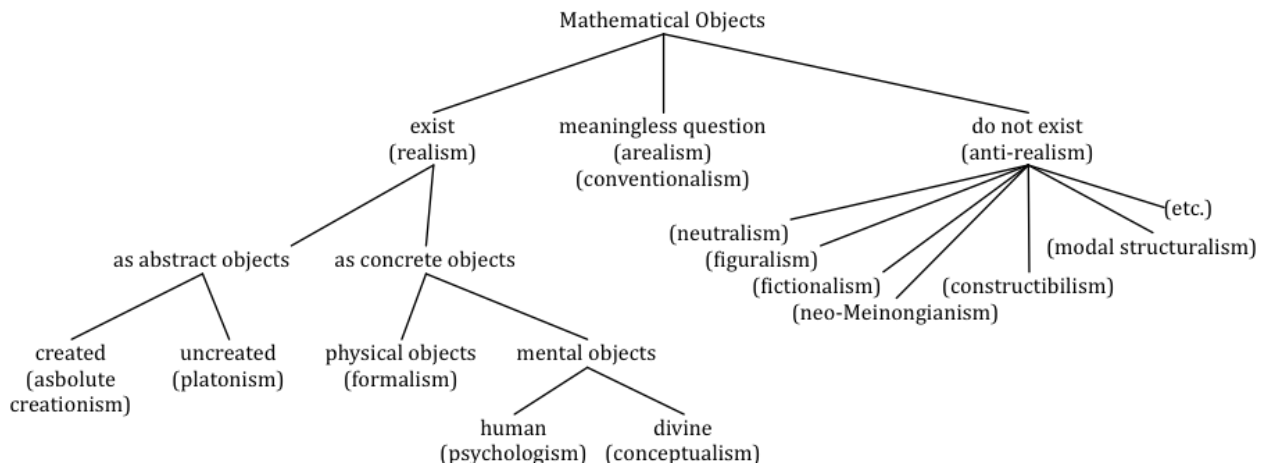 Mathematical Objects
exist
(realism)
meaningless question
(arealism)
(conventionalism)
do not exist
(anti-realism)
as abstract objects
as concrete objects
(neutralism)
(figuralism)
(fictionalism)
(neo-Meinongianism)
(constructibilism)
(modal structuralism)
(etc.)
created
(asbolute
creationism)
uncreated
(platonism)
physical objects
(formalism)
mental objects
human
(psychologism)
divine
(conceptualism)